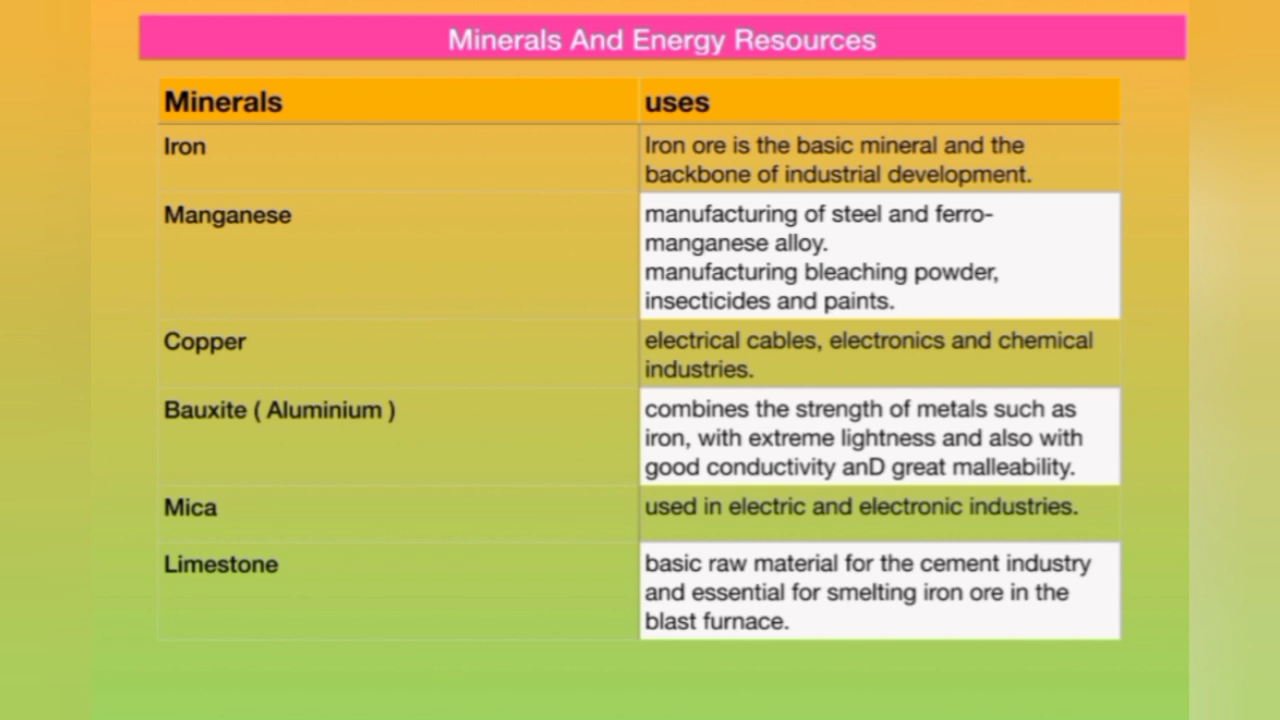 Minerals And Energy Resources
Minerals
uses
Iron
Iron ore is the basic mineral and the
backbone of industrial development.
Manganese
manufacturing of steel and ferro-
manganese alloy.
manufacturing bleaching powder,
insecticides and paints.
Copper
electrical cables, electronics and chemical
industries.
Bauxite ( Aluminium )
combines the strength of metals such as
iron, with extreme lightness and also with
good conductivity anD great malleability.
Mica
used in electric and electronic industries.
Limestone
basic raw material for the cement industry
and essential for smelting iron ore in the
blast furnace.